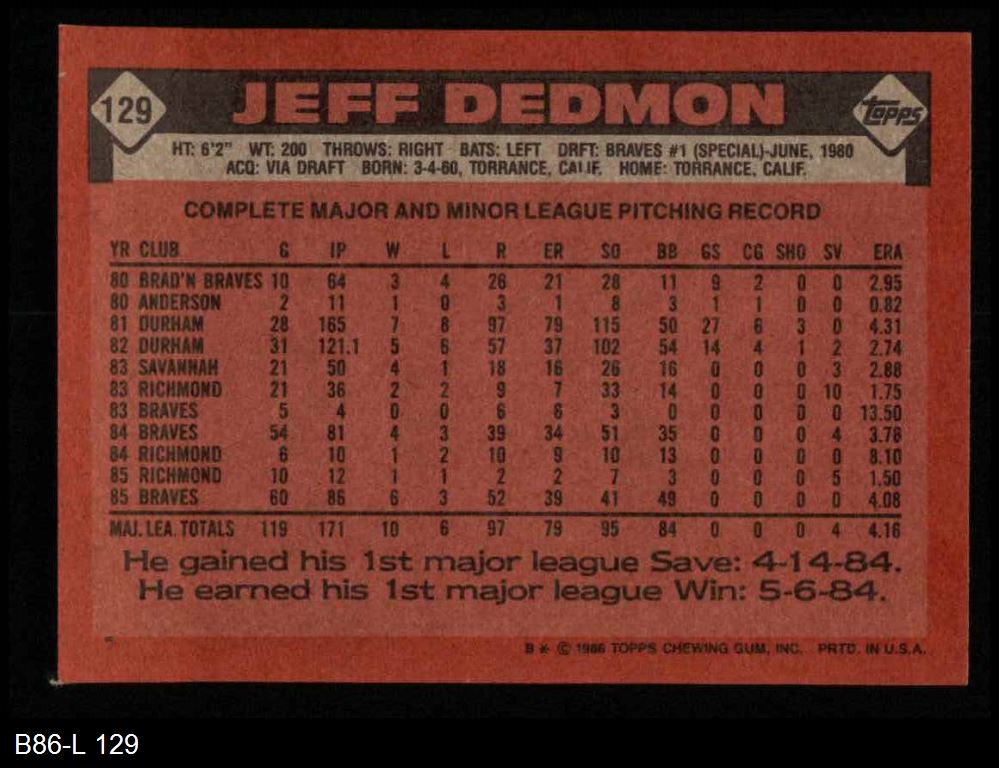 129 JEFF DEDMON Topps
HT: 6'2" WT: 200 THROWS: RIGHT BATS: LEFT DRFT: BRAVES #1 (SPECIAL)-JUNE, 1980
ACQ: VIA DRAFT BORN: 3-4-60, TORRANCE, CALIF. HOME: TORRANCE, CALIF.
COMPLETE MAJOR AND MINOR LEAGUE PITCHING RECORD
YR CLUB G IP W L R ER SO BB GS CG SHO SV ERA
80 BRAD'N BRAVES 10 64 3 4 26 21 28 11 9 2 0 0 2.95
80 ANDERSON 2 11 1 0 3 1 8 3 1 1 0 0 0.82
81 DURHAM 28 165 7 8 97 79 115 50 27 6 3 0 4.31
82 DURHAM 31 121.1 5 6 57 37 102 54 14 4 1 2 2.74
83 SAVANNAH 21 50 4 1 18 16 26 16 0 0 0 3 2.88
83 RICHMOND 21 36 2 2 9 7 33 14 0 0 0 10 1.75
83 BRAVES 5 4 0 0 6 6 3 0 0 0 0 0 13.50
84 BRAVES 54 81 4 3 39 34 51 35 0 0 0 4 3.78
84 RICHMOND 6 10 1 2 10 9 10 13 0 0 0 0 8.10
85 RICHMOND 10 12 1 1 2 2 7 3 0 0 0 5 1.50
85 BRAVES 60 86 6 3 52 39 41 49 0 0 0 0 4.08
MAJ. LEA. TOTALS 119 171 10 6 97 79 95 84 0 0 0 4 4.16
He gained his 1st major league Save: 4-14-84.
He earned his 1st major league Win: 5-6-84.
B * © 1986 TOPPS CHEWING GUM, INC. PRTD. IN U.S.A.
B86-L 129